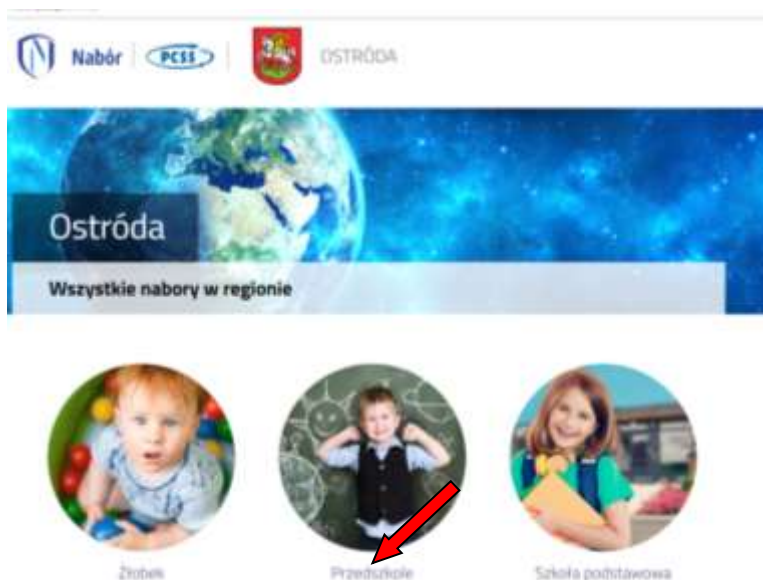 Nabór PCSS OSTRÓDA
Ostróda
Wszystkie nabory w regionie
Żłobek Przedszkole Szkoła podstawowa